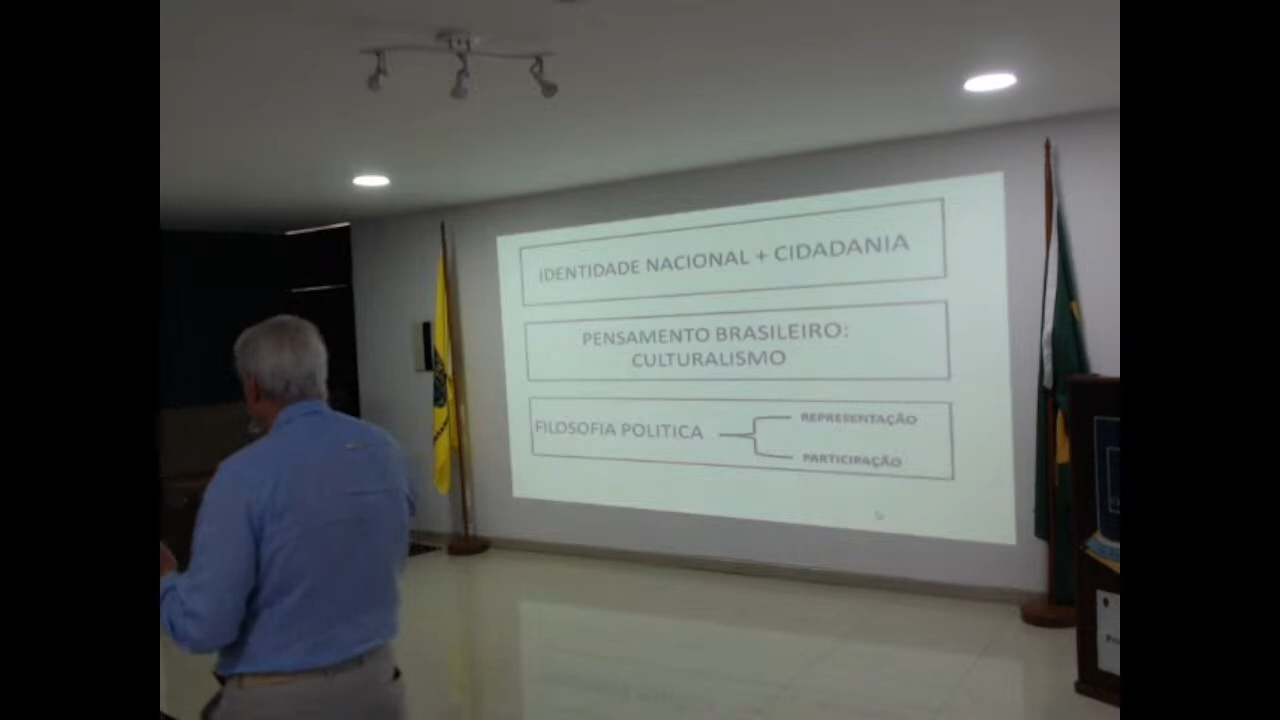 IDENTIDADE NACIONAL + CIDADANIA
PENSAMENTO BRASILEIRO:
CULTURALISMO
FILOSOFIA POLITICA
REPRESENTAÇÃO
PARTICIPAÇÃO